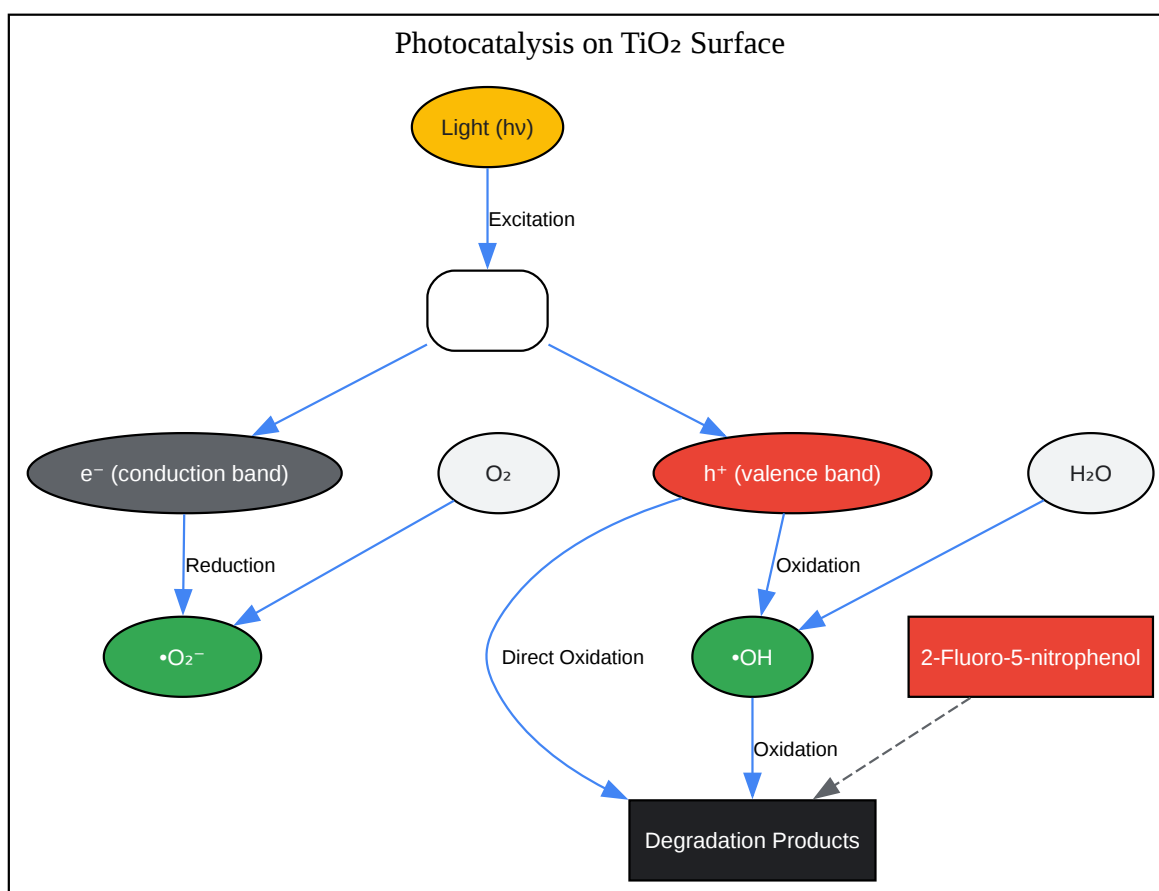 Photocatalysis on TiO₂ Surface
Light (hν)
Excitation
e⁻ (conduction band)
O₂
h⁺ (valence band)
H₂O
Reduction
Oxidation
•O₂⁻
Direct Oxidation
•OH
2-Fluoro-5-nitrophenol
Oxidation
Degradation Products